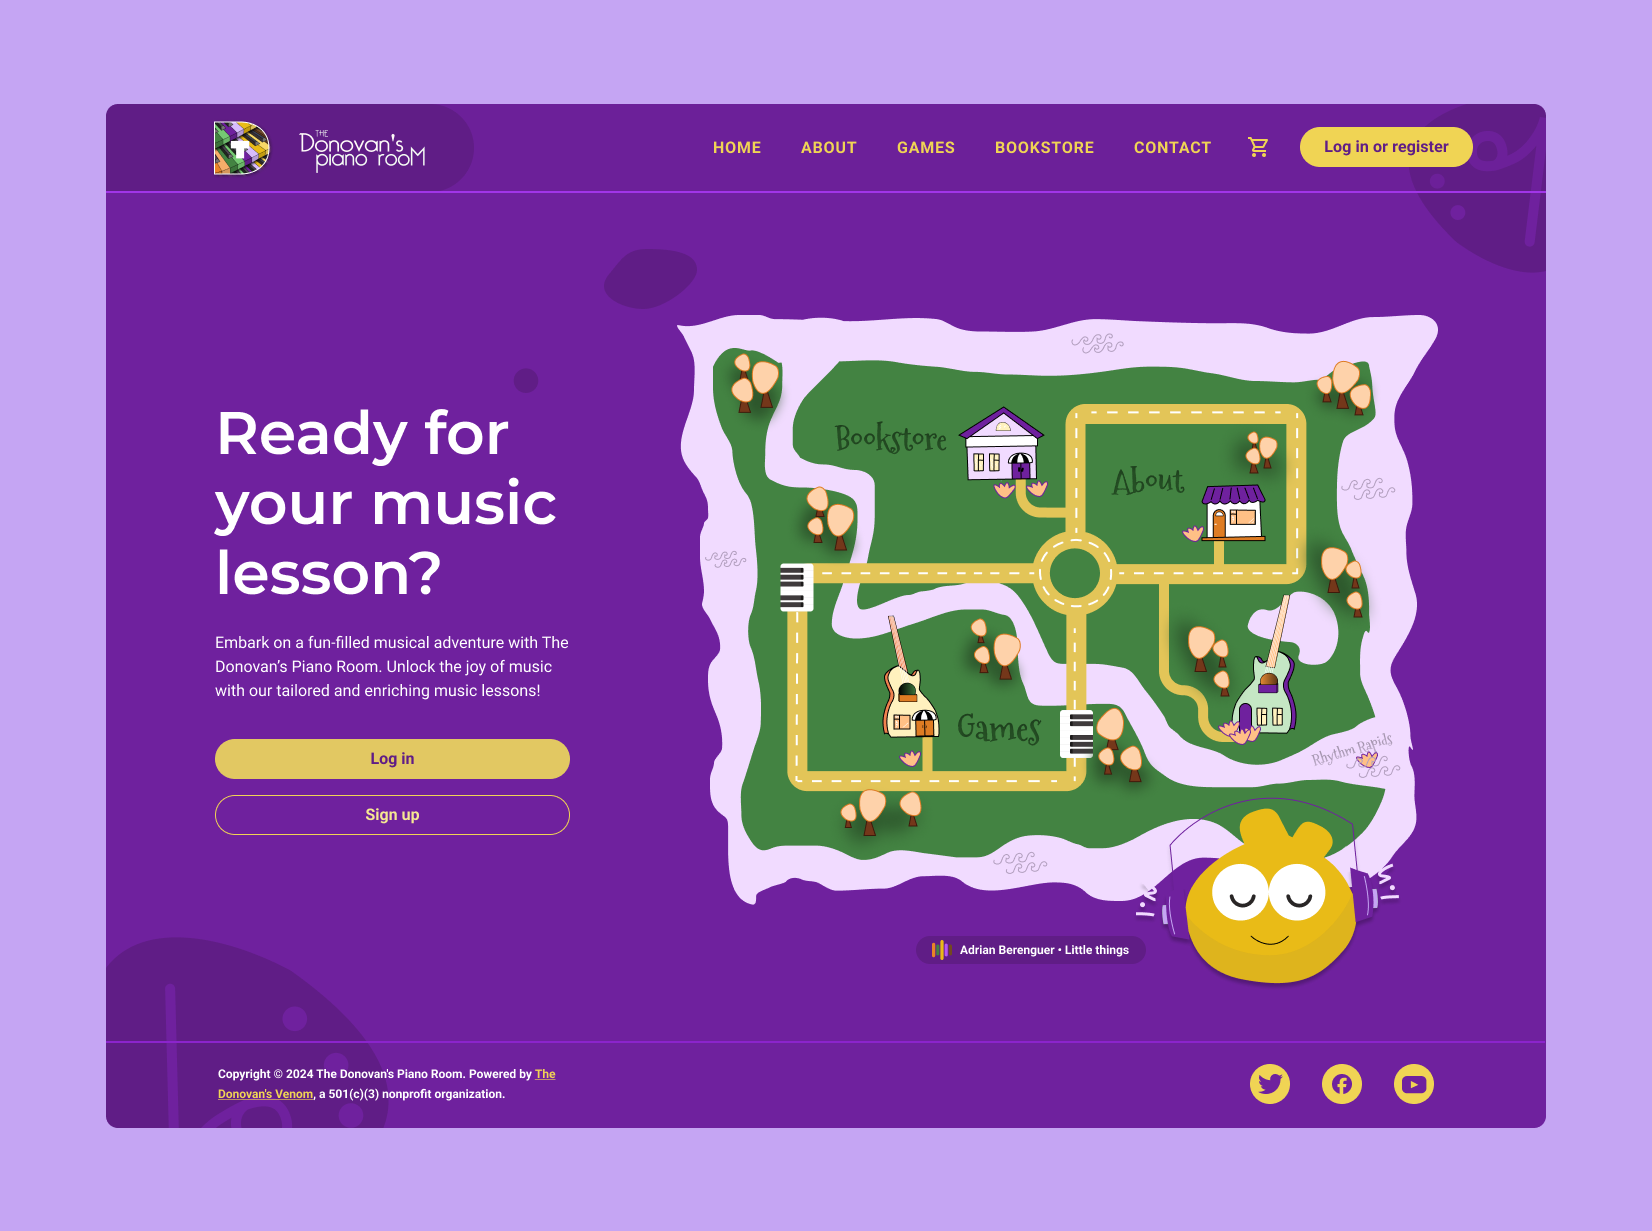 THE
Donovan's
piano rooM
HOME
ABOUT
GAMES
BOOKSTORE
CONTACT
Log in or register
Ready for
your music
lesson?
Embark on a fun-filled musical adventure with The
Donovan's Piano Room. Unlock the joy of music
with our tailored and enriching music lessons!
Log in
Sign up
Bookstore
About
Games
Rhythm Rapids
Adrian Berenguer • Little things
Copyright © 2024 The Donovan's Piano Room. Powered by The
Donovan's Venom, a 501(c)(3) nonprofit organization.